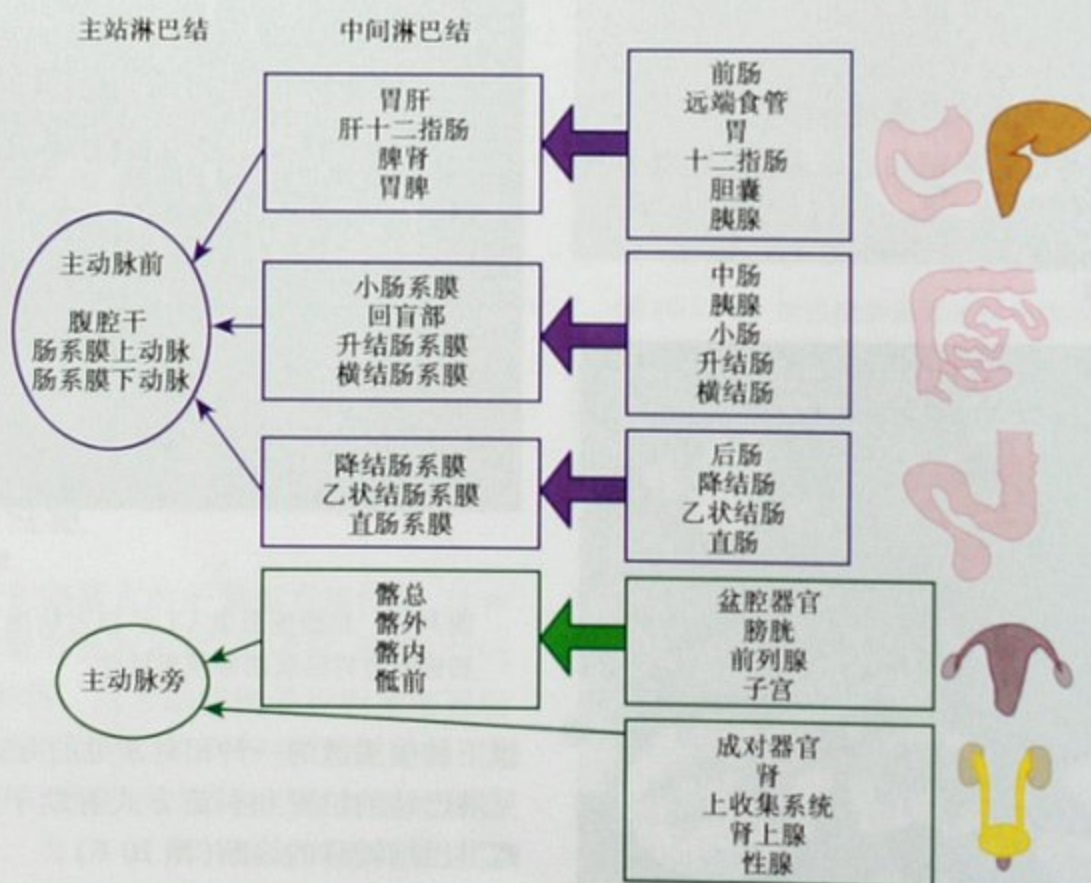 主站淋巴结
中间淋巴结
胃肝
肝十二指肠
脾肾
胃脾
前肠
远端食管
胃
十二指肠
胆囊
胰腺
主动脉前
腹腔干
肠系膜上动脉
肠系膜下动脉
小肠系膜
回盲部
升结肠系膜
横结肠系膜
中肠
胰腺
小肠
升结肠
横结肠
降结肠系膜
乙状结肠系膜
直肠系膜
后肠
降结肠
乙状结肠
直肠
主动脉旁
髂总
髂外
髂内
骶前
盆腔器官
膀胱
前列腺
子宫
成对器官
肾
上收集系统
肾上腺
性腺